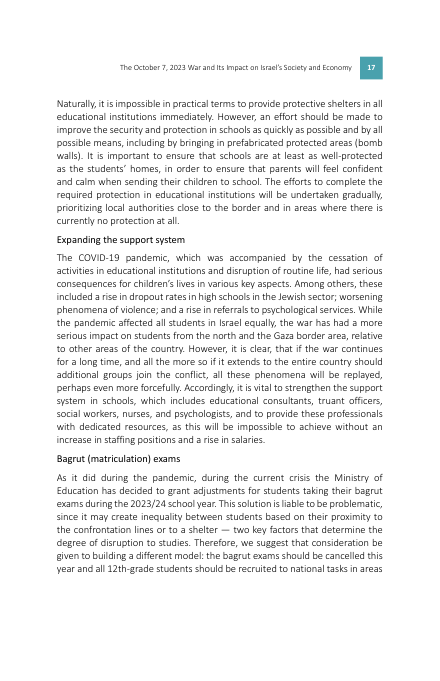 The October 7, 2023 War and Its Impact on Israel's Society and Economy 17
Naturally, it is impossible in practical terms to provide protective shelters in all
educational institutions immediately. However, an effort should be made to
improve the security and protection in schools as quickly as possible and by all
possible means, including by bringing in prefabricated protected areas (bomb
walls). It is important to ensure that schools are at least as well-protected
as the students' homes, in order to ensure that parents will feel confident
and calm when sending their children to school. The efforts to complete the
required protection in educational institutions will be undertaken gradually,
prioritizing local authorities close to the border and in areas where there is
currently no protection at all.
Expanding the support system
The COVID-19 pandemic, which was accompanied by the cessation of
activities in educational institutions and disruption of routine life, had serious
consequences for children's lives in various key aspects. Among others, these
included a rise in dropout rates in high schools in the Jewish sector; worsening
phenomena of violence; and a rise in referrals to psychological services. While
the pandemic affected all students in Israel equally, the war has had a more
serious impact on students from the north and the Gaza border area, relative
to other areas of the country. However, it is clear, that if the war continues
for a long time, and all the more so if it extends to the entire country should
additional groups join the conflict, all these phenomena will be replayed,
perhaps even more forcefully. Accordingly, it is vital to strengthen the support
system in schools, which includes educational consultants, truant officers,
social workers, nurses, and psychologists, and to provide these professionals
with dedicated resources, as this will be impossible to achieve without an
increase in staffing positions and a rise in salaries.
Bagrut (matriculation) exams
As it did during the pandemic, during the current crisis the Ministry of
Education has decided to grant adjustments for students taking their bagrut
exams during the 2023/24 school year. This solution is liable to be problematic,
since it may create inequality between students based on their proximity to
the confrontation lines or to a shelter — two key factors that determine the
degree of disruption to studies. Therefore, we suggest that consideration be
given to building a different model: the bagrut exams should be cancelled this
year and all 12th-grade students should be recruited to national tasks in areas